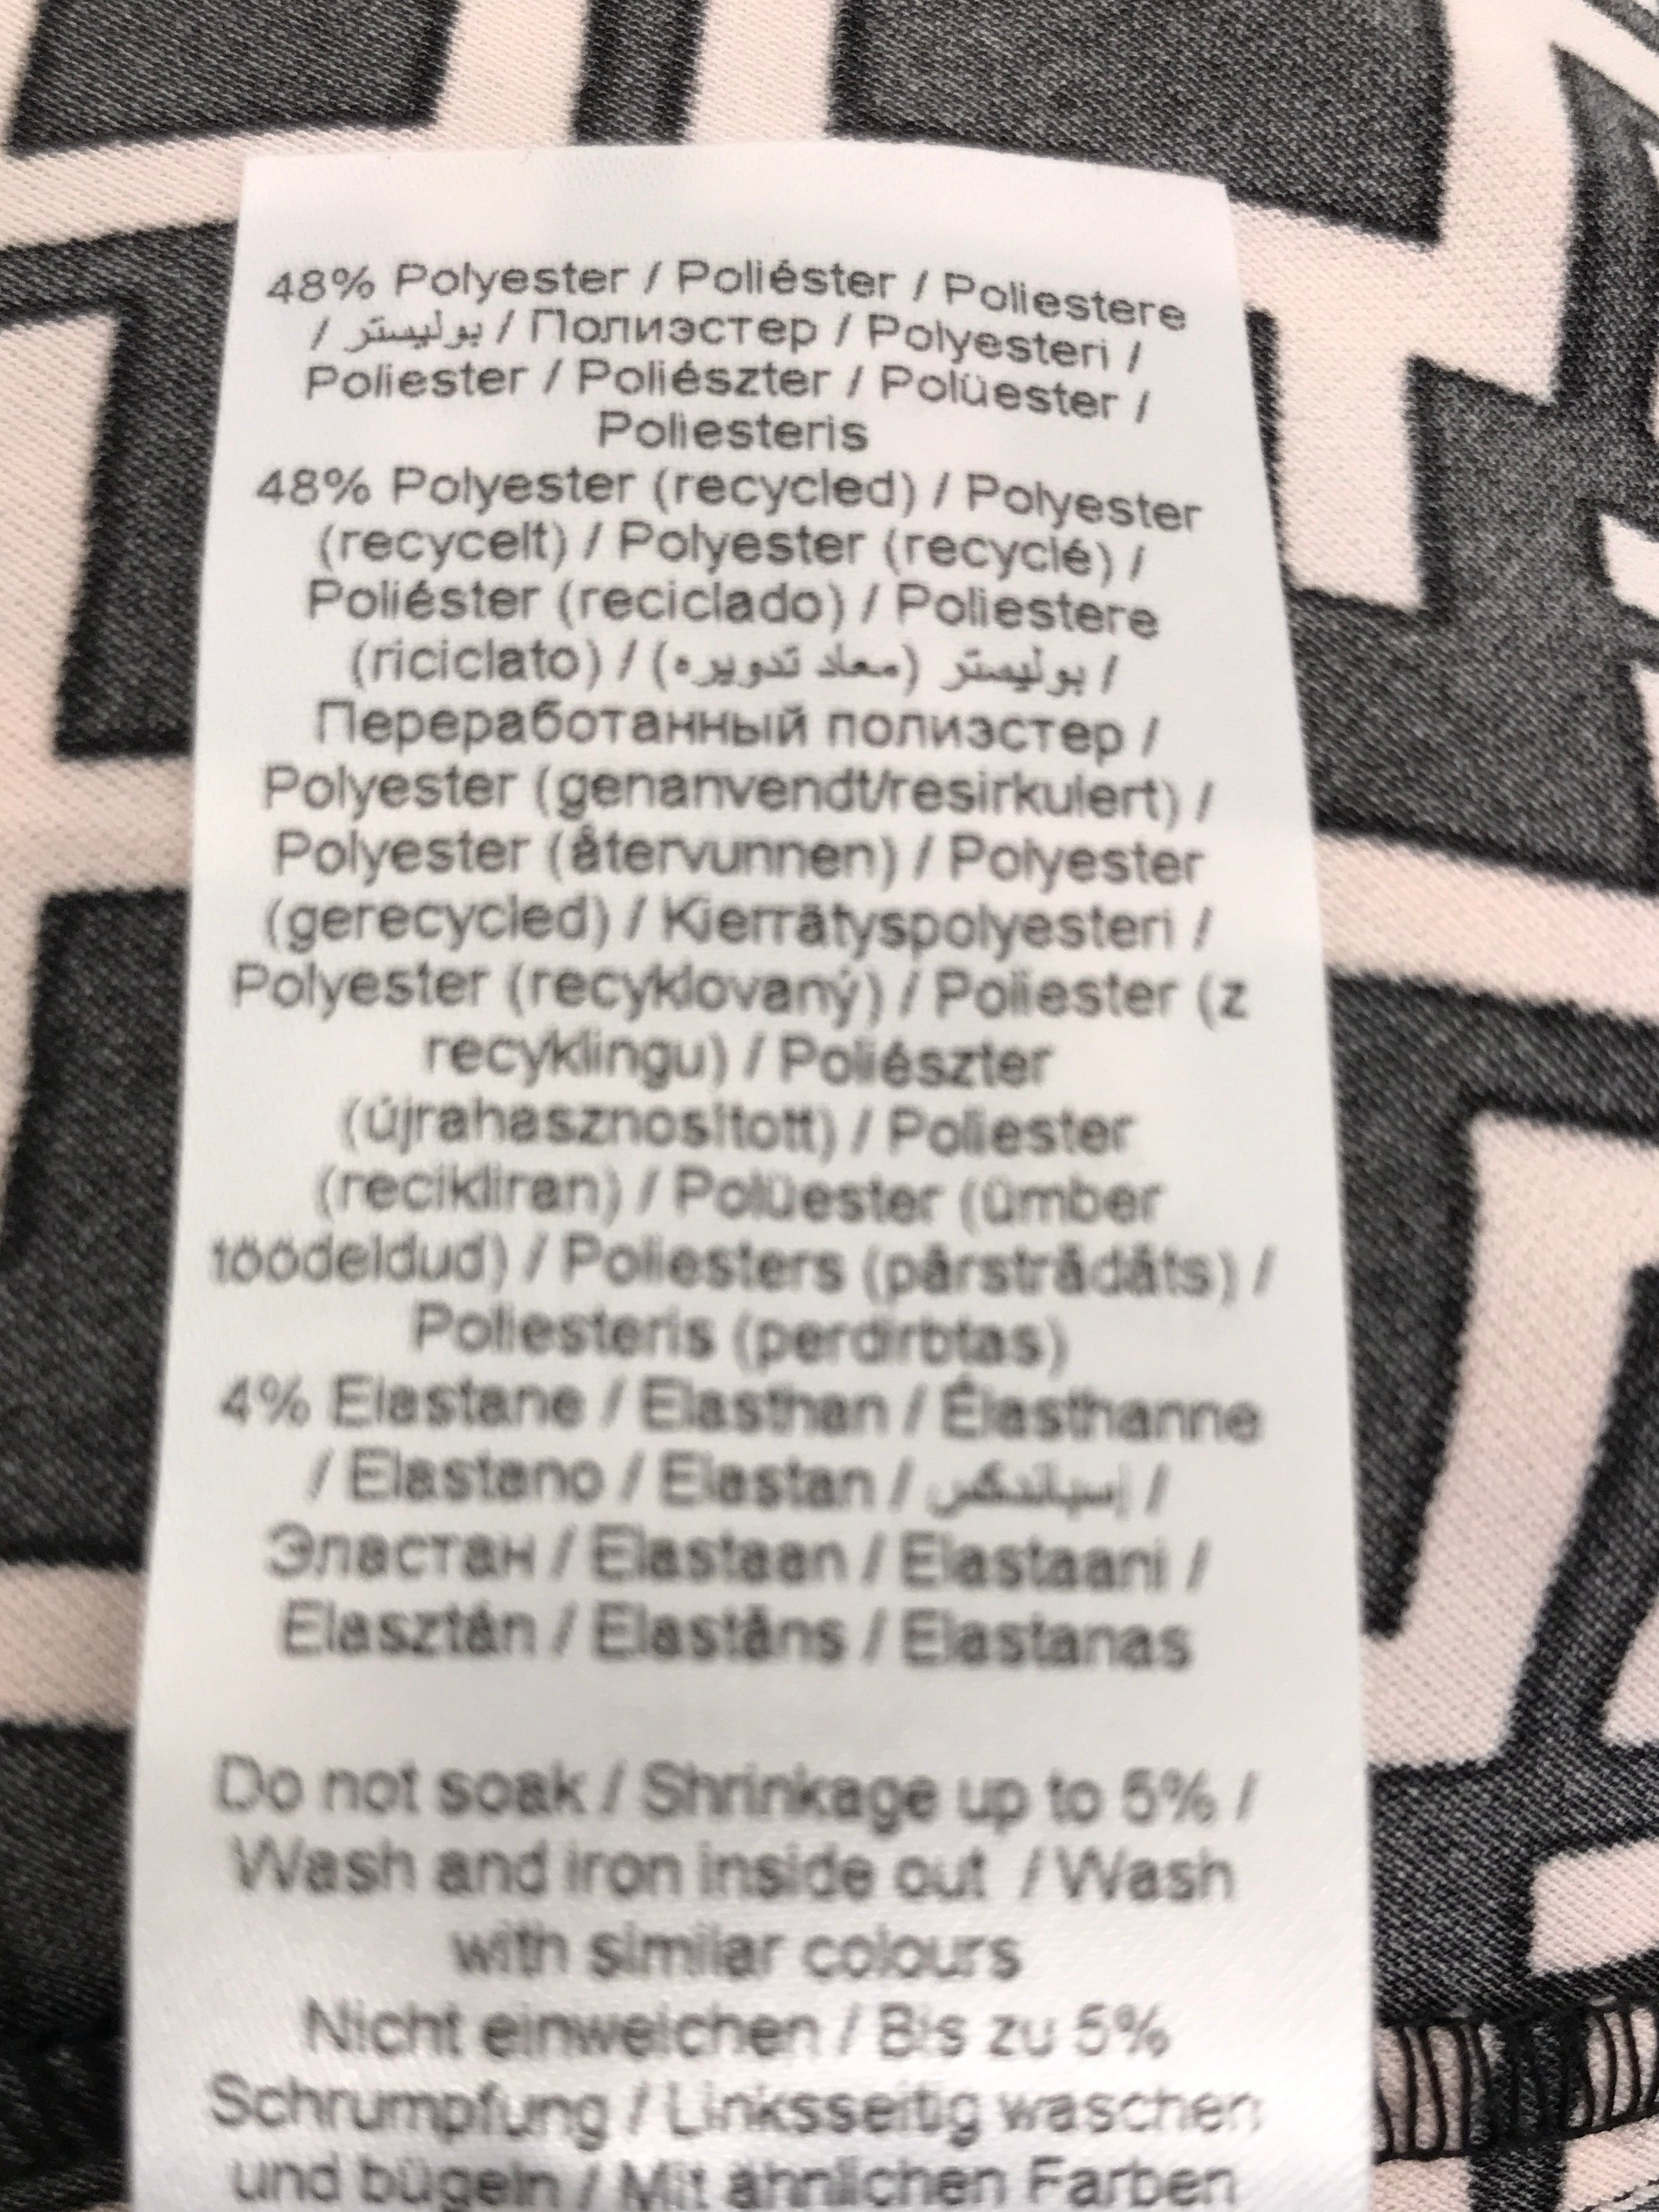 48% Polyester / Poliéster / Poliestere
/ بوليستر / Полиэстер / Polyesteri /
Poliester / Poliészter / Polüester /
Poliesteris
48% Polyester (recycled) / Polyester
(recycelt) / Polyester (recyclé) /
Poliéster (reciclado) / Poliestere
(riciclato) / بوليستر (معاد تدويره) /
Переработанный полиэстер /
Polyester (genanvendt/resirkulert) /
Polyester (återvunnen) / Polyester
(gerecycled) / Kierrätyspolyesteri /
Polyester (recyklovaný) / Poliester (z
recyklingu) / Poliészter
(újrahasznosított) / Poliester
(recikliran) / Polüester (ümber
töödeldud) / Poliesters (pārstrādāts) /
Poliesteris (perdirbtas)
4% Elastane / Elasthan / Élasthanne
/ Elastano / Elastan / إسباندكس /
Эластан / Elastaan / Elastaani /
Elasztán / Elastāns / Elastanas
Do not soak / Shrinkage up to 5% /
Wash and iron inside out / Wash
with similar colours
Nicht einweichen / Bis zu 5%
Schrumpfung / Linksseitig waschen
und bügeln / Mit ähnlichen Farben